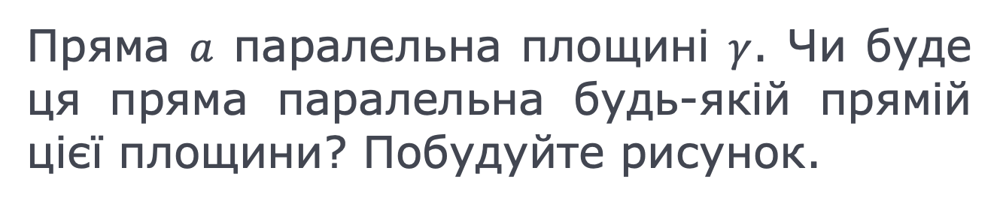 Пряма 𝑎 паралельна площині 𝛾. Чи буде
ця пряма паралельна будь-якій прямій
цієї площини? Побудуйте рисунок.